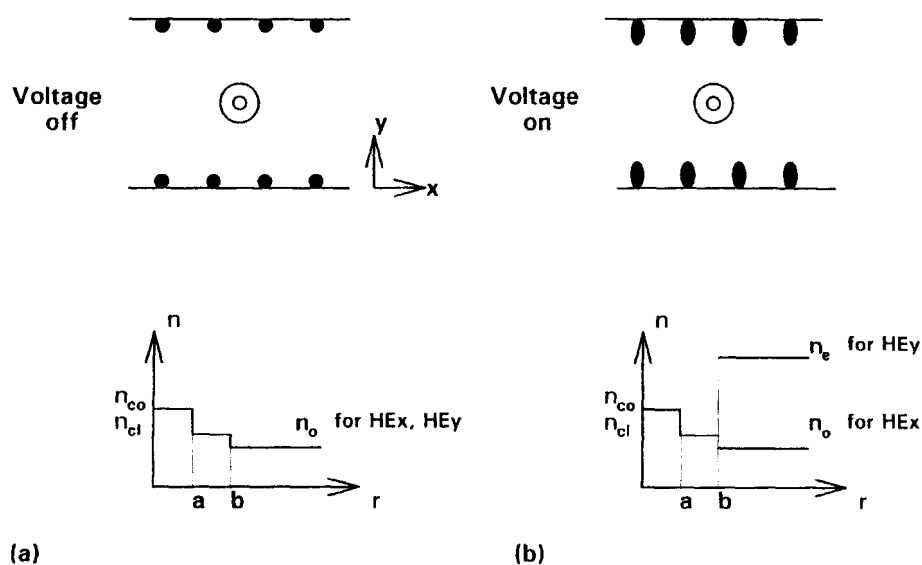 Voltage
off
y
x
n
n_co
n_cl
n_o for HEx, HEy
a b r
(a)
Voltage
on
n
n_e for HEy
n_co
n_cl
n_o for HEx
a b r
(b)